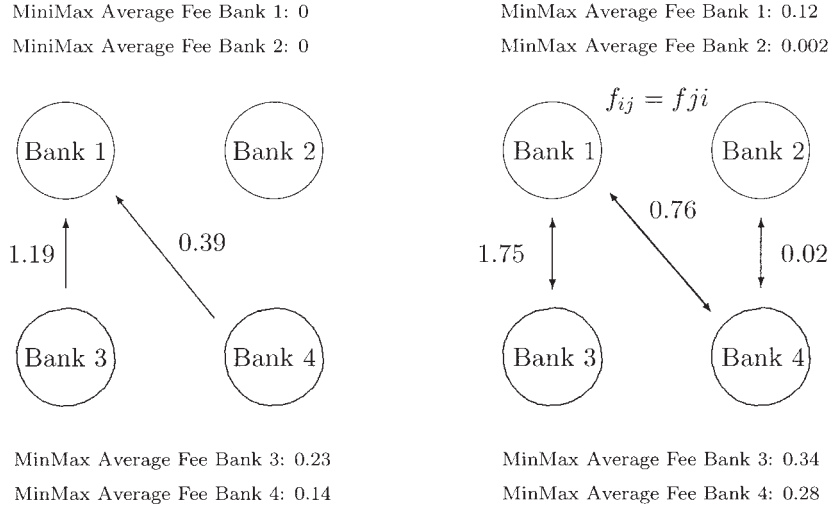 MiniMax Average Fee Bank 1: 0
MiniMax Average Fee Bank 2: 0
Bank 1
Bank 2
1.19
0.39
Bank 3
Bank 4
MinMax Average Fee Bank 3: 0.23
MinMax Average Fee Bank 4: 0.14
MinMax Average Fee Bank 1: 0.12
MinMax Average Fee Bank 2: 0.002
f_{ij} = fji
Bank 1
Bank 2
0.76
1.75
0.02
Bank 3
Bank 4
MinMax Average Fee Bank 3: 0.34
MinMax Average Fee Bank 4: 0.28